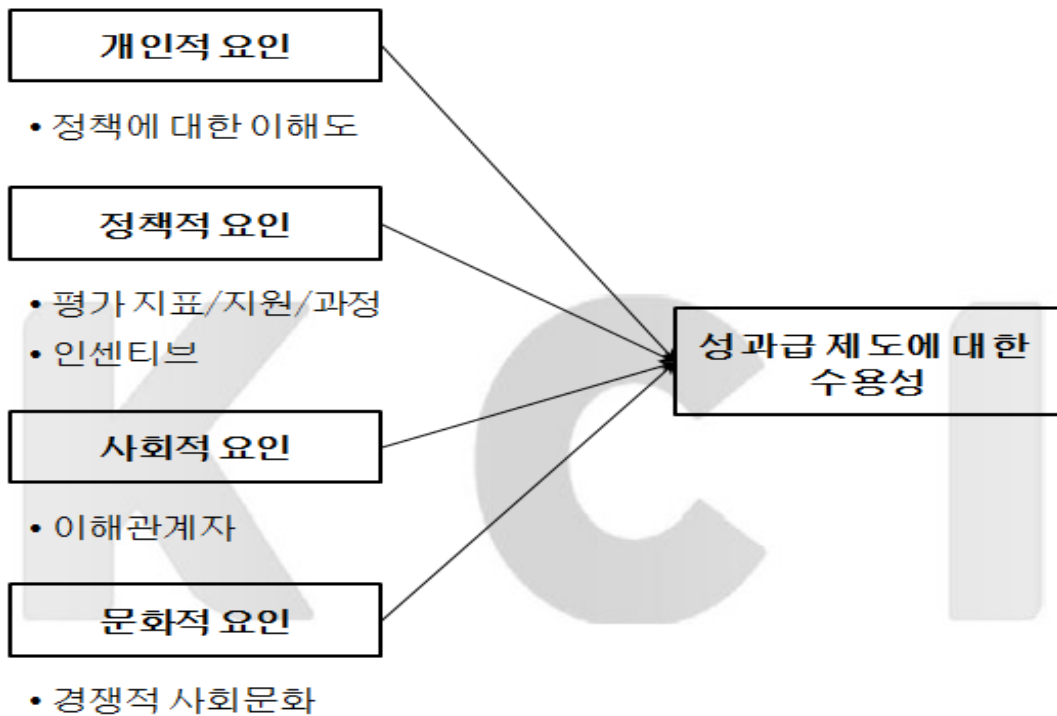 개인적 요인
• 정책에 대한 이해도
정책적 요인
• 평가 지표/지원/과정
• 인센티브
성과급 제도에 대한
수용성
사회적 요인
• 이해관계자
문화적 요인
• 경쟁적 사회문화
KCI